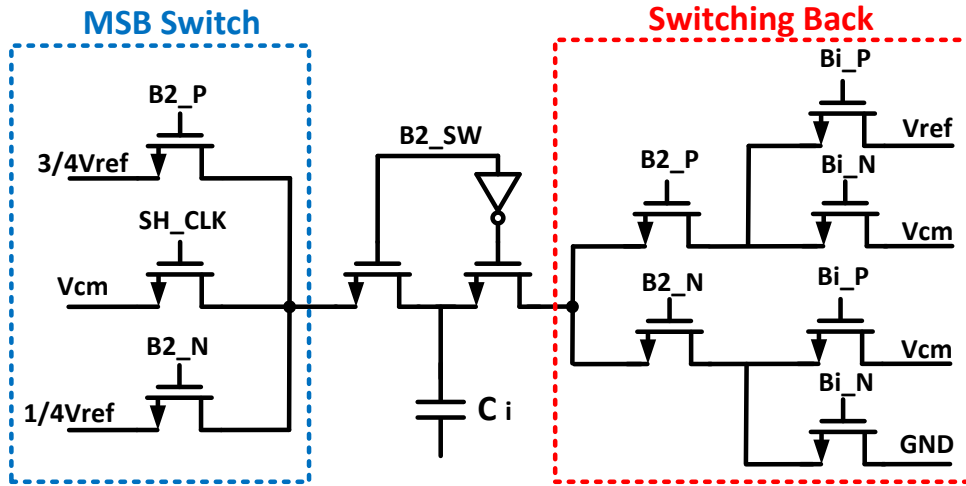 MSB Switch
Switching Back
B2_P
3/4Vref
SH_CLK
Vcm
B2_N
1/4Vref
B2_SW
C i
B2_P
B2_N
Bi_P
Vref
Bi_N
Vcm
Bi_P
Vcm
Bi_N
GND